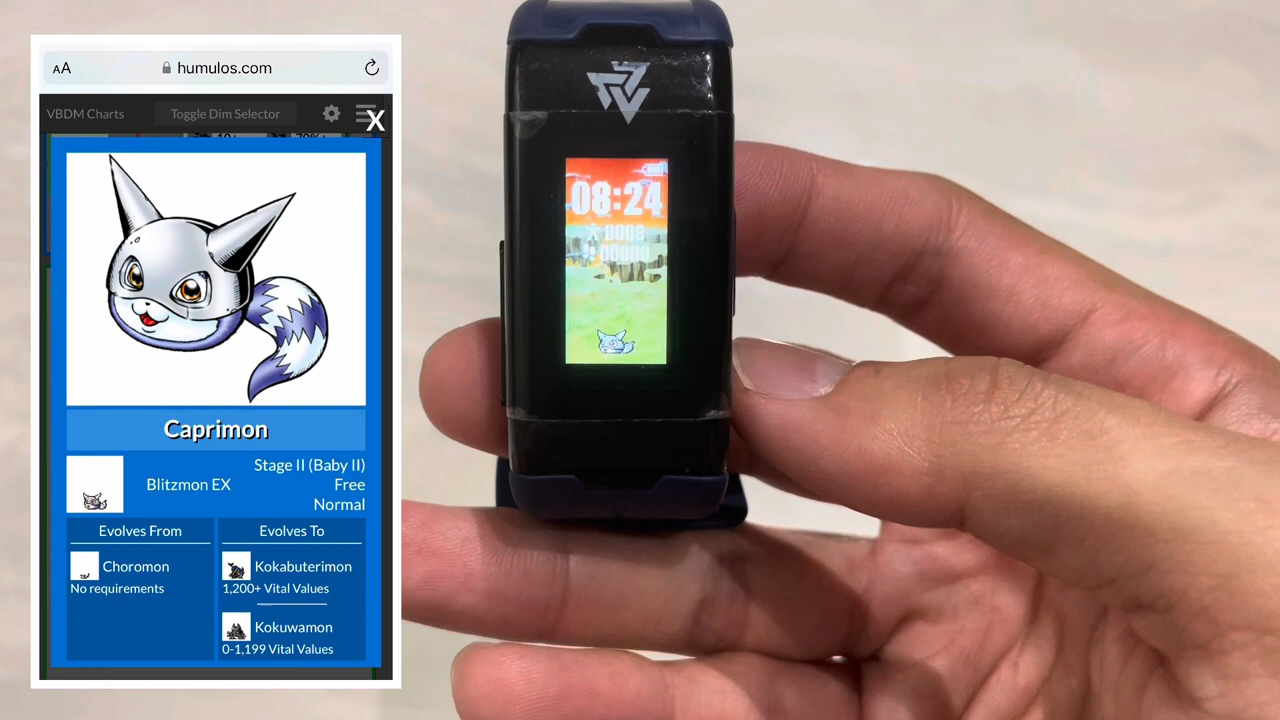 AA humulos.com
VBDM Charts
Toggle Dim Selector
X
Caprimon
Blitzmon EX
Stage II (Baby II)
Free
Normal
Evolves From
Choromon
No requirements
Evolves To
Kokabuterimon
1,200+ Vital Values
Kokuwamon
0-1,199 Vital Values
08:24